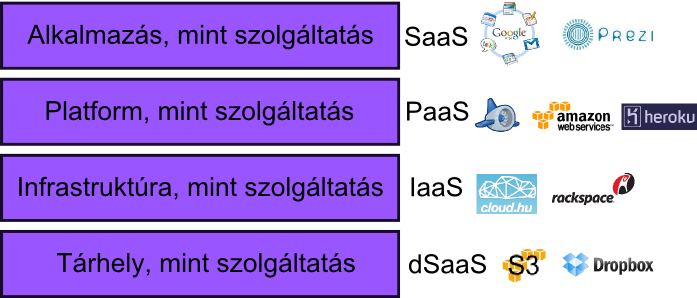 Alkalmazás, mint szolgáltatás SaaS Google PREZI
Platform, mint szolgáltatás PaaS amazon web services™ heroku
Infrastruktúra, mint szolgáltatás IaaS cloud.hu rackspace
Tárhely, mint szolgáltatás dSaaS S3 Dropbox